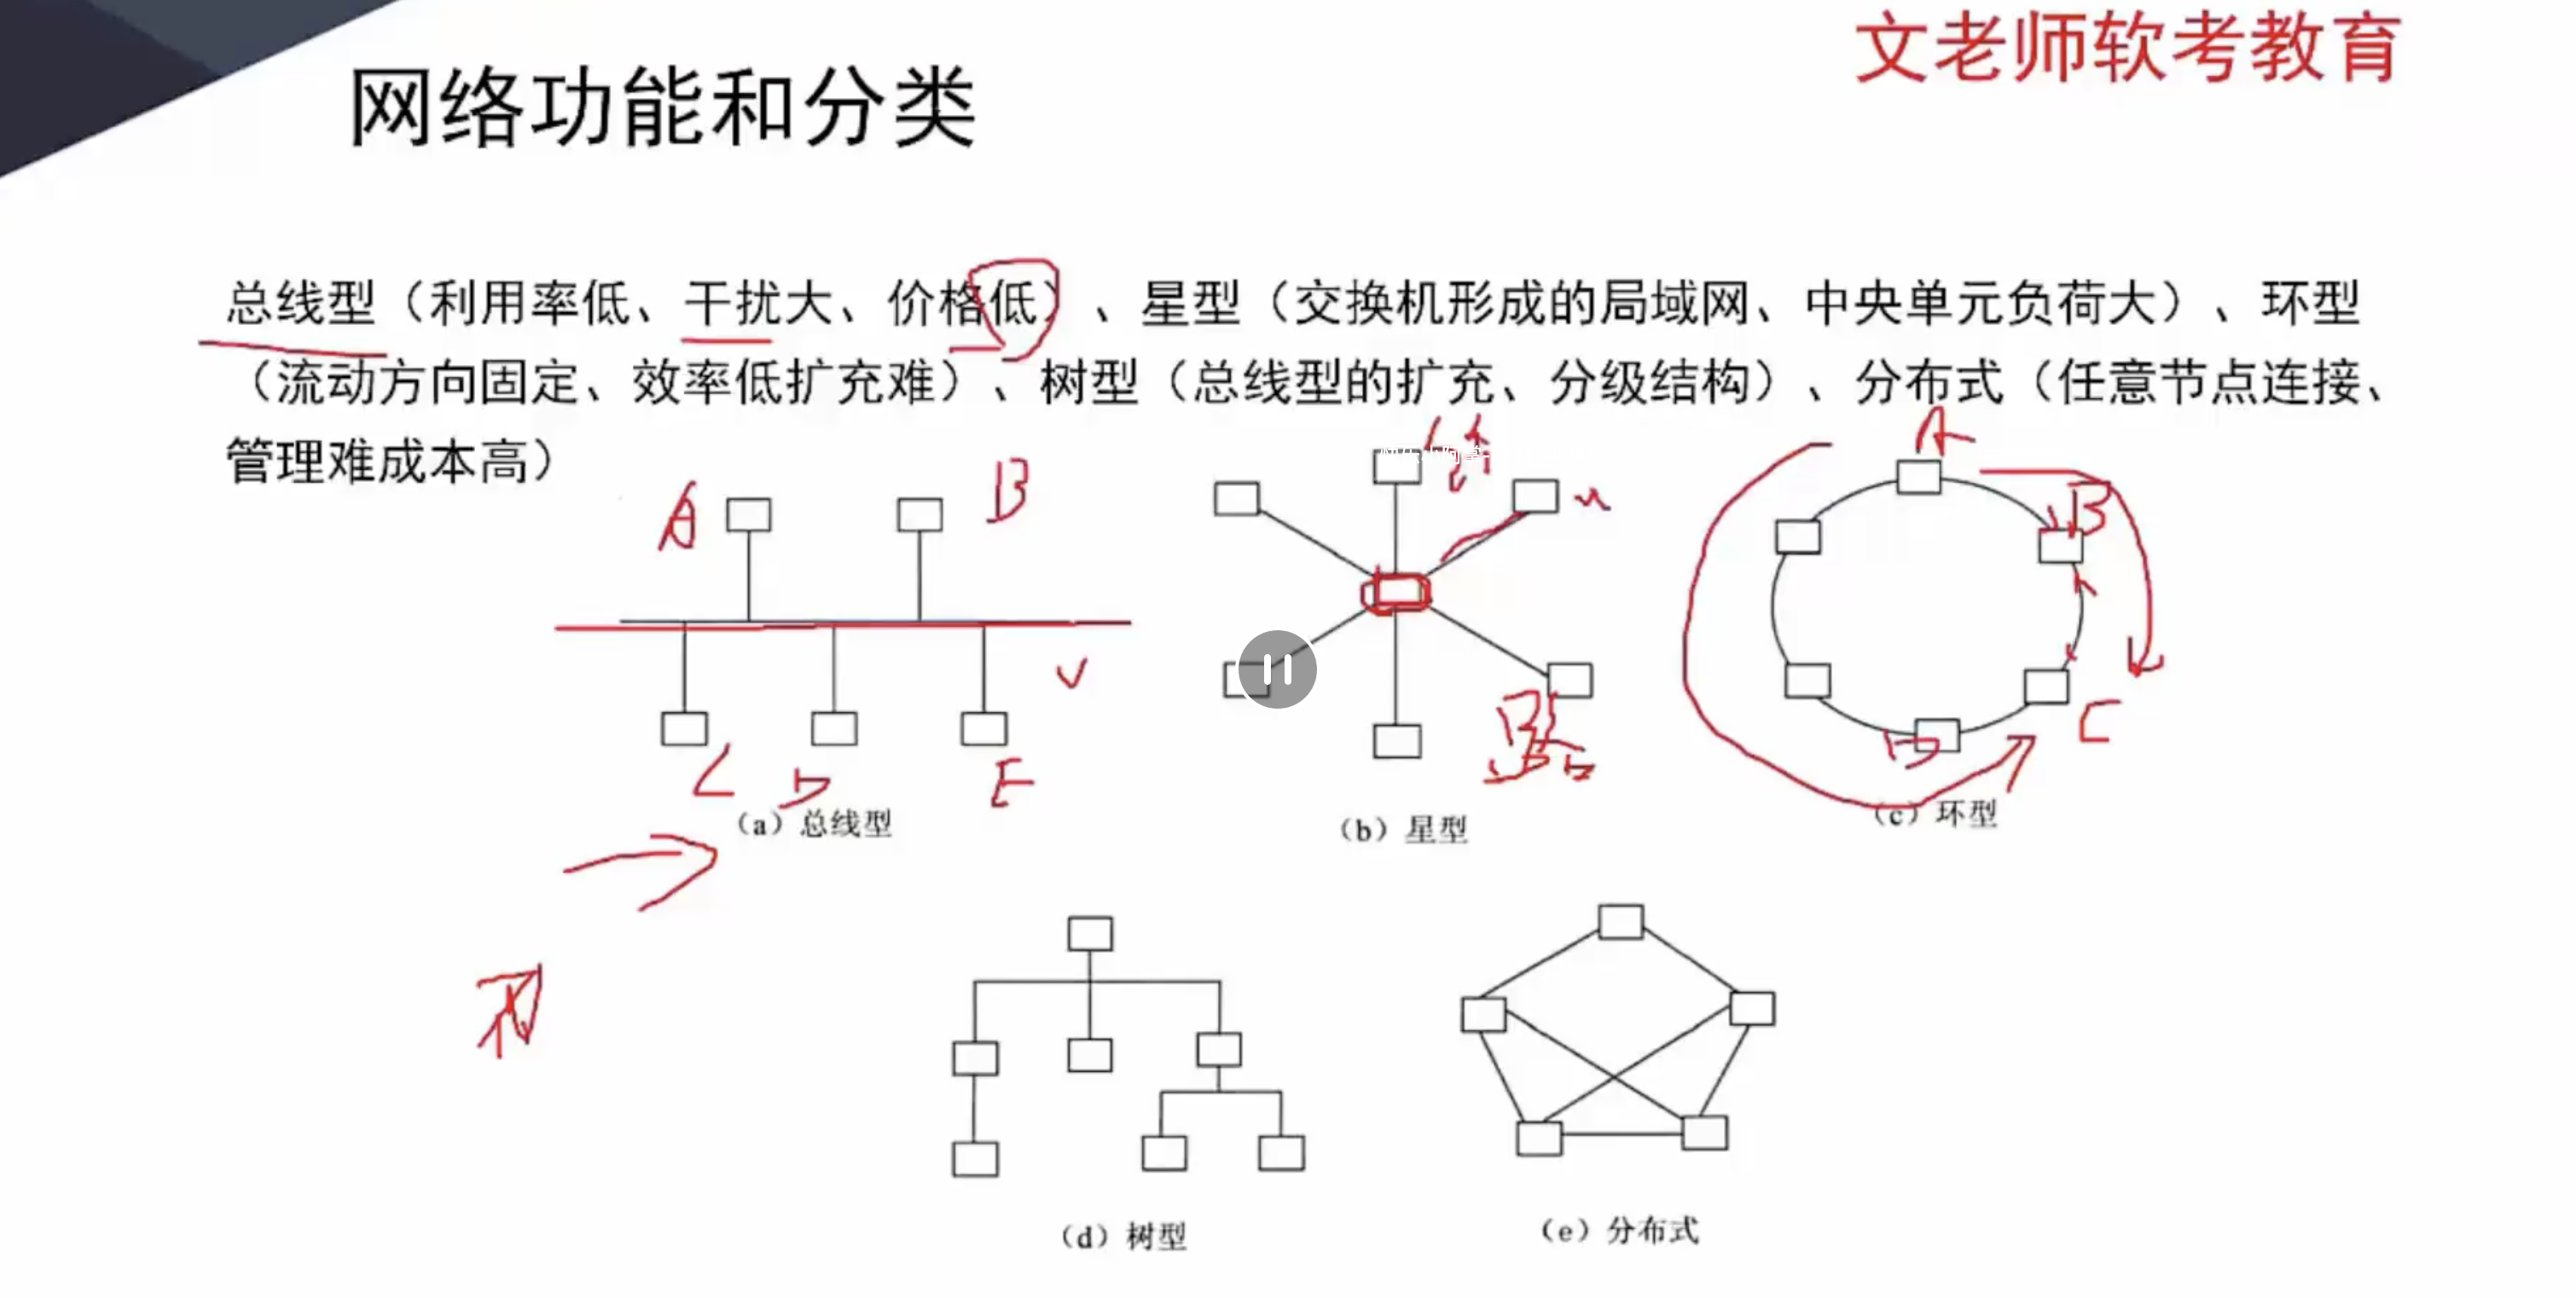 文老师软考教育
网络功能和分类
总线型（利用率低、干扰大、价格低）、星型（交换机形成的局域网、中央单元负荷大）、环型
（流动方向固定、效率低扩充难）、树型（总线型的扩充、分级结构）、分布式（任意节点连接、
管理难成本高）
A B
C D E
A
B
C
D
（a）总线型
（b）星型
（c）环型
（d）树型
（e）分布式